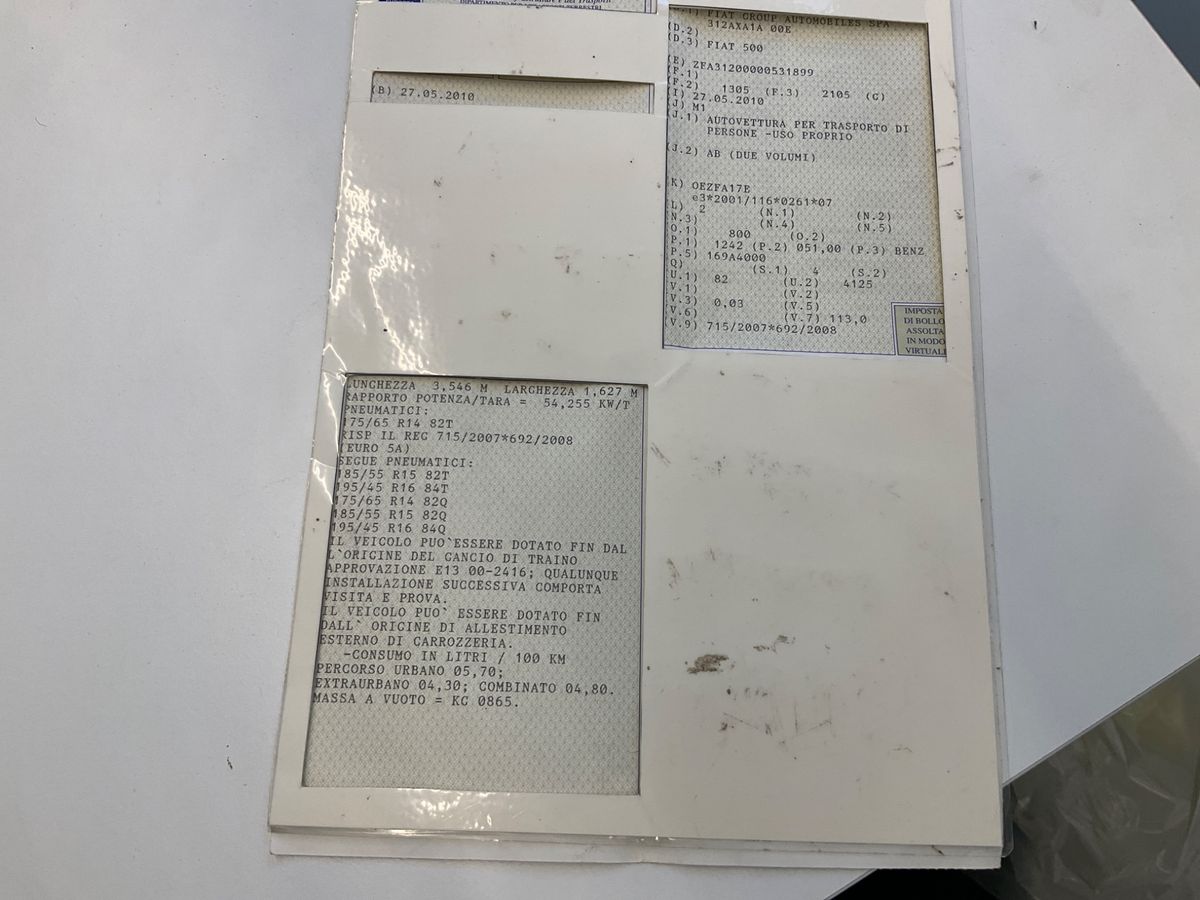 DIPARTIMENTO PER I TRASPORTI TERRESTRI
(B) 27.05.2010
FIAT GROUP AUTOMOBILES SPA
(D.2) 312AXA1A 00E
(D.3) FIAT 500
(E) ZFA31200000531899
(F.1)
(F.2) 1305 (F.3) 2105 (G)
(I) 27.05.2010
(J) M1
(J.1) AUTOVETTURA PER TRASPORTO DI
PERSONE -USO PROPRIO
(J.2) AB (DUE VOLUMI)
K) OEZFA17E
e3*2001/116*0261*07
(L) 2 (N.1) (N.2)
(N.3) (N.4) (N.5)
(O.1) 800 (O.2)
(P.1) 1242 (P.2) 051,00 (P.3) BENZ
(P.5) 169A4000
Q) (S.1) 4 (S.2)
(U.1) 82 (U.2) 4125
(V.1) (V.2)
(V.3) 0,03 (V.5)
(V.6) (V.7) 113,0
(V.9) 715/2007*692/2008
IMPOSTA
DI BOLLO
ASSOLTA
IN MODO
VIRTUALE
LUNGHEZZA 3,546 M LARGHEZZA 1,627 M
RAPPORTO POTENZA/TARA = 54,255 KW/T
PNEUMATICI:
175/65 R14 82T
RISP IL REG 715/2007*692/2008
(EURO 5A)
SEGUE PNEUMATICI:
185/55 R15 82T
195/45 R16 84T
175/65 R14 82Q
185/55 R15 82Q
195/45 R16 84Q
IL VEICOLO PUO`ESSERE DOTATO FIN DAL
L`ORIGINE DEL GANCIO DI TRAINO
APPROVAZIONE E13 00-2416; QUALUNQUE
INSTALLAZIONE SUCCESSIVA COMPORTA
VISITA E PROVA.
IL VEICOLO PUO` ESSERE DOTATO FIN
DALL` ORIGINE DI ALLESTIMENTO
ESTERNO DI CARROZZERIA.
-CONSUMO IN LITRI / 100 KM
PERCORSO URBANO 05,70;
EXTRAURBANO 04,30; COMBINATO 04,80.
MASSA A VUOTO = KG 0865.